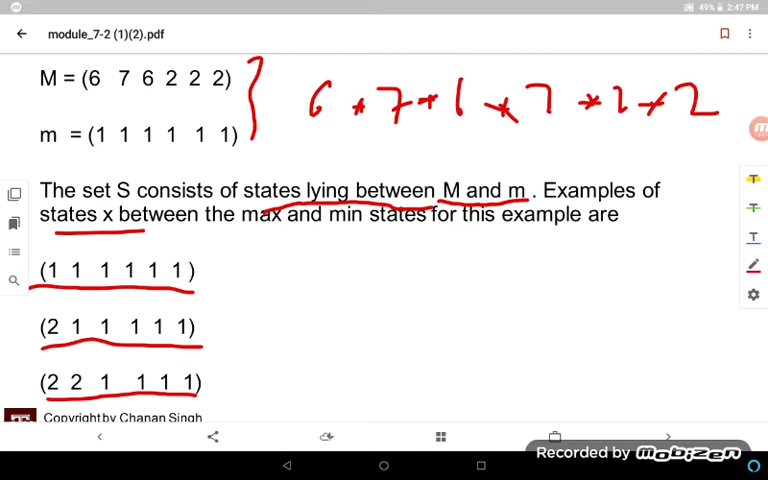 49% 2:47 PM
module_7-2 (1)(2).pdf
M = (6 7 6 2 2 2)
6 * 7 * 6 * 7 * 2 * 2
m = (1 1 1 1 1 1)
The set S consists of states lying between M and m . Examples of
states x between the max and min states for this example are
(1 1 1 1 1 1 )
(2 1 1 1 1 1)
(2 2 1 1 1 1)
Copyright by Chanan Singh
Recorded by mobizen